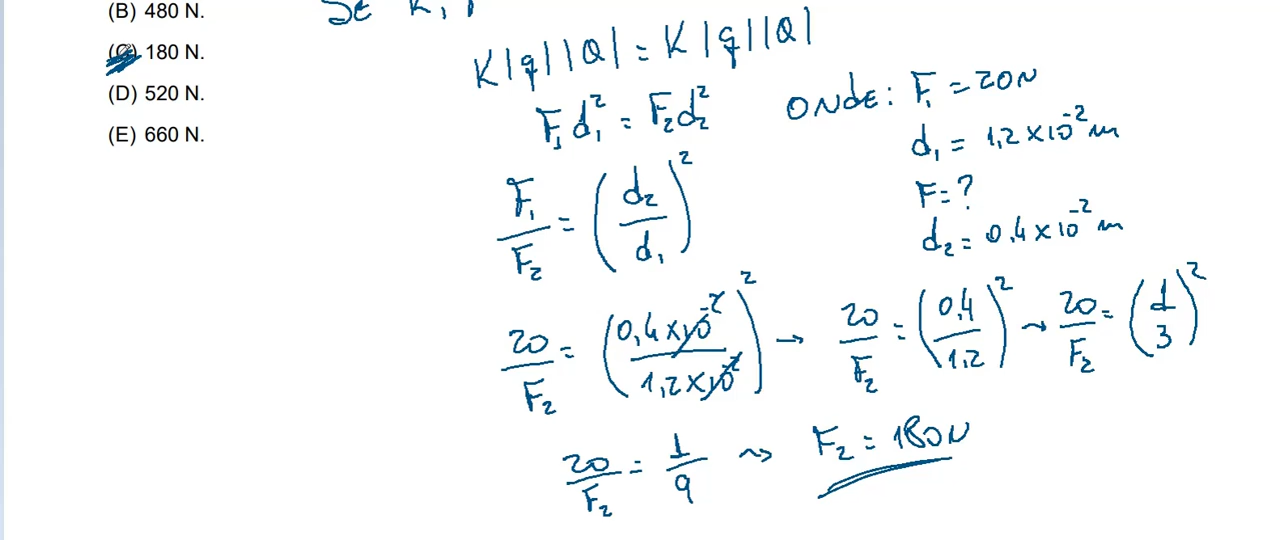 (B) 480 N.
SE K,
(C) 180 N.
K|q||Q| = K|q||Q|
(D) 520 N.
F₁d₁² = F₂d₂²
ONDE: F₁ = 20N
d₁ = 1,2×10⁻² m
(E) 660 N.
F₁/F₂ = (d₂/d₁)²
F = ?
d₂ = 0,4×10⁻² m
20/F₂ = (0,4×10⁻²/1,2×10⁻²)² → 20/F₂ = (0,4/1,2)² → 20/F₂ = (1/3)²
20/F₂ = 1/9 → F₂ = 180N